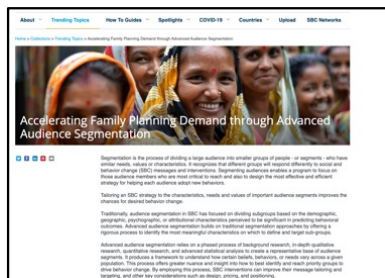 About Trending Topics How To Guides Spotlights COVID-19 Countries Upload SBC Networks
Home > Collections > Trending Topics > Accelerating Family Planning Demand through Advanced Audience Segmentation
Accelerating Family Planning Demand through Advanced
Audience Segmentation
Segmentation is the process of dividing a large audience into smaller groups of people - or segments - who have
similar needs, values or characteristics. It recognizes that different groups will respond differently to social and
behavior change (SBC) messages and interventions. Segmenting audiences enables a program to focus on
those audience members who are most critical to reach and also to design the most effective and efficient
strategy for helping each audience adopt new behaviors.
Tailoring an SBC strategy to the characteristics, needs and values of important audience segments improves the
chances for desired behavior change.
Traditionally, audience segmentation in SBC has focused on dividing subgroups based on the demographic,
geographic, psychographic, or attitudinal characteristics perceived to be significant in predicting behavioral
outcomes. Advanced audience segmentation builds on traditional segmentation approaches by offering a
rigorous process to identify the most meaningful characteristics on which to define and target sub-groups.
Advanced audience segmentation relies on a phased process of background research, in-depth qualitative
research, quantitative research, and advanced statistical analysis to create a representative base of audience
segments. It produces a framework to understand how certain beliefs, behaviors, or needs vary across a given
population. This process offers greater nuance and insight into how to best identify and reach priority groups to
drive behavior change. By employing this process, SBC interventions can improve their message tailoring and
targeting, and other key considerations such as design, pricing, and positioning.